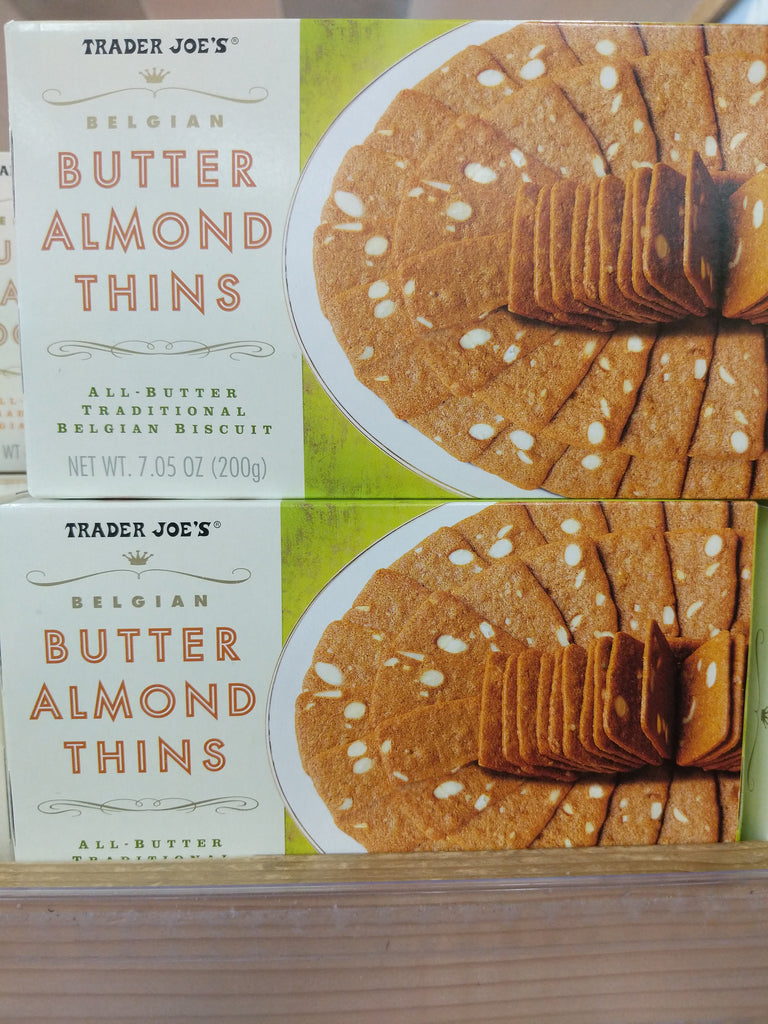 TRADER JOE'S®
BELGIAN
BUTTER
ALMOND
THINS
ALL-BUTTER
TRADITIONAL
BELGIAN BISCUIT
NET WT. 7.05 OZ (200g)
TRADER JOE'S®
BELGIAN
BUTTER
ALMOND
THINS
ALL-BUTTER
TRADITIONAL